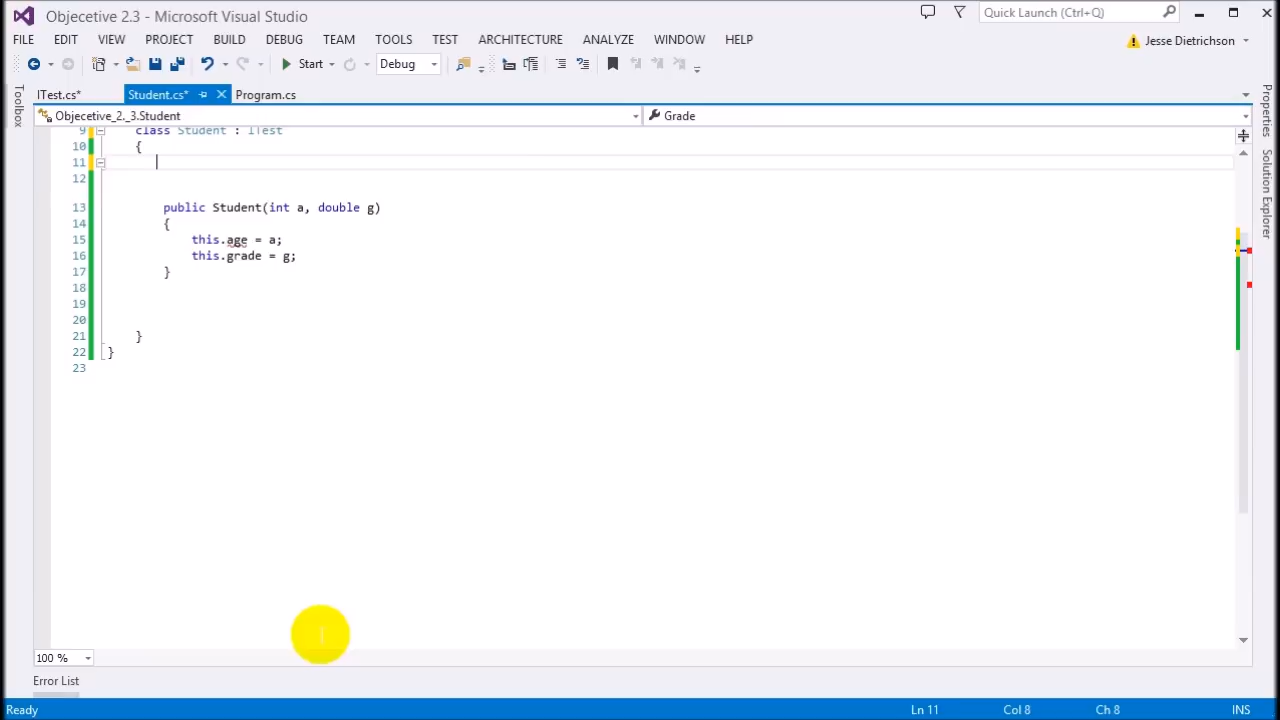 Objecetive 2.3 - Microsoft Visual Studio
Quick Launch (Ctrl+Q)
FILE EDIT VIEW PROJECT BUILD DEBUG TEAM TOOLS TEST ARCHITECTURE ANALYZE WINDOW HELP
Jesse Dietrichson
Start Debug
Toolbox
ITest.cs* Student.cs* Program.cs
Properties
Solution Explorer
Objecetive_2._3.Student Grade
9 class Student : ITest
10 {
11
12
13 public Student(int a, double g)
14 {
15 this.age = a;
16 this.grade = g;
17 }
18
19
20
21 }
22 }
23
100 %
Error List
Ready Ln 11 Col 8 Ch 8 INS